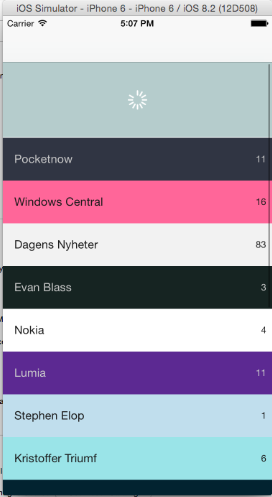 iOS Simulator - iPhone 6 - iPhone 6 / iOS 8.2 (12D508)
Carrier 5:07 PM
Pocketnow 11
Windows Central 16
Dagens Nyheter 83
Evan Blass 3
Nokia 4
Lumia 11
Stephen Elop 1
Kristoffer Triumf 6